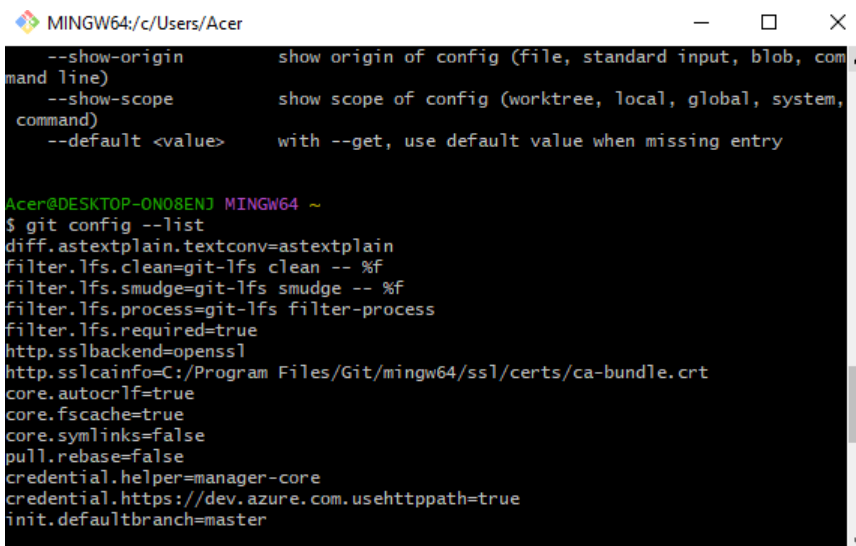 MINGW64:/c/Users/Acer
    --show-origin         show origin of config (file, standard input, blob, com
mand line)
    --show-scope          show scope of config (worktree, local, global, system,
 command)
    --default <value>     with --get, use default value when missing entry
Acer@DESKTOP-ONO8ENJ MINGW64 ~
$ git config --list
diff.astextplain.textconv=astextplain
filter.lfs.clean=git-lfs clean -- %f
filter.lfs.smudge=git-lfs smudge -- %f
filter.lfs.process=git-lfs filter-process
filter.lfs.required=true
http.sslbackend=openssl
http.sslcainfo=C:/Program Files/Git/mingw64/ssl/certs/ca-bundle.crt
core.autocrlf=true
core.fscache=true
core.symlinks=false
pull.rebase=false
credential.helper=manager-core
credential.https://dev.azure.com.usehttppath=true
init.defaultbranch=master